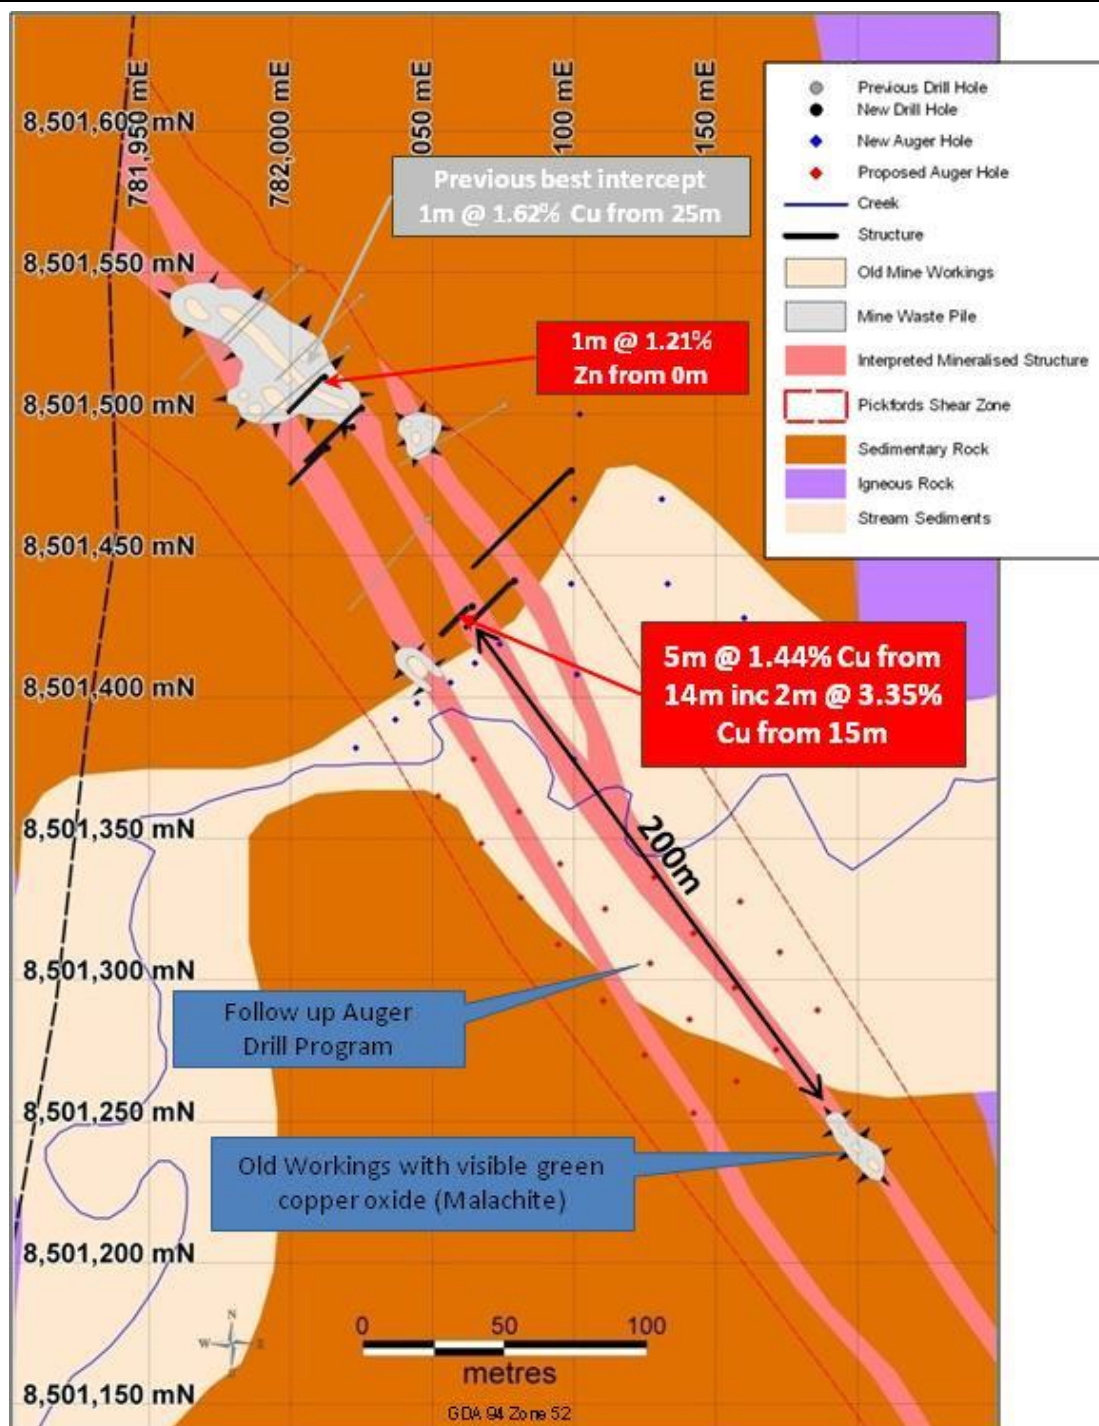 781,950 mE
782,000 mE
050 mE
100 mE
150 mE
8,501,600 mN
8,501,550 mN
8,501,500 mN
8,501,450 mN
8,501,400 mN
8,501,350 mN
8,501,300 mN
8,501,250 mN
8,501,200 mN
8,501,150 mN
Previous best intercept
1m @ 1.62% Cu from 25m
1m @ 1.21%
Zn from 0m
5m @ 1.44% Cu from
14m inc 2m @ 3.35%
Cu from 15m
200m
Follow up Auger
Drill Program
Old Workings with visible green
copper oxide (Malachite)
Previous Drill Hole
New Drill Hole
New Auger Hole
Proposed Auger Hole
Creek
Structure
Old Mine Workings
Mine Waste Pile
Interpreted Mineralised Structure
Pickfords Shear Zone
Sedimentary Rock
Igneous Rock
Stream Sediments
N
W
0 50 100
metres
GDA 94 Zone 52